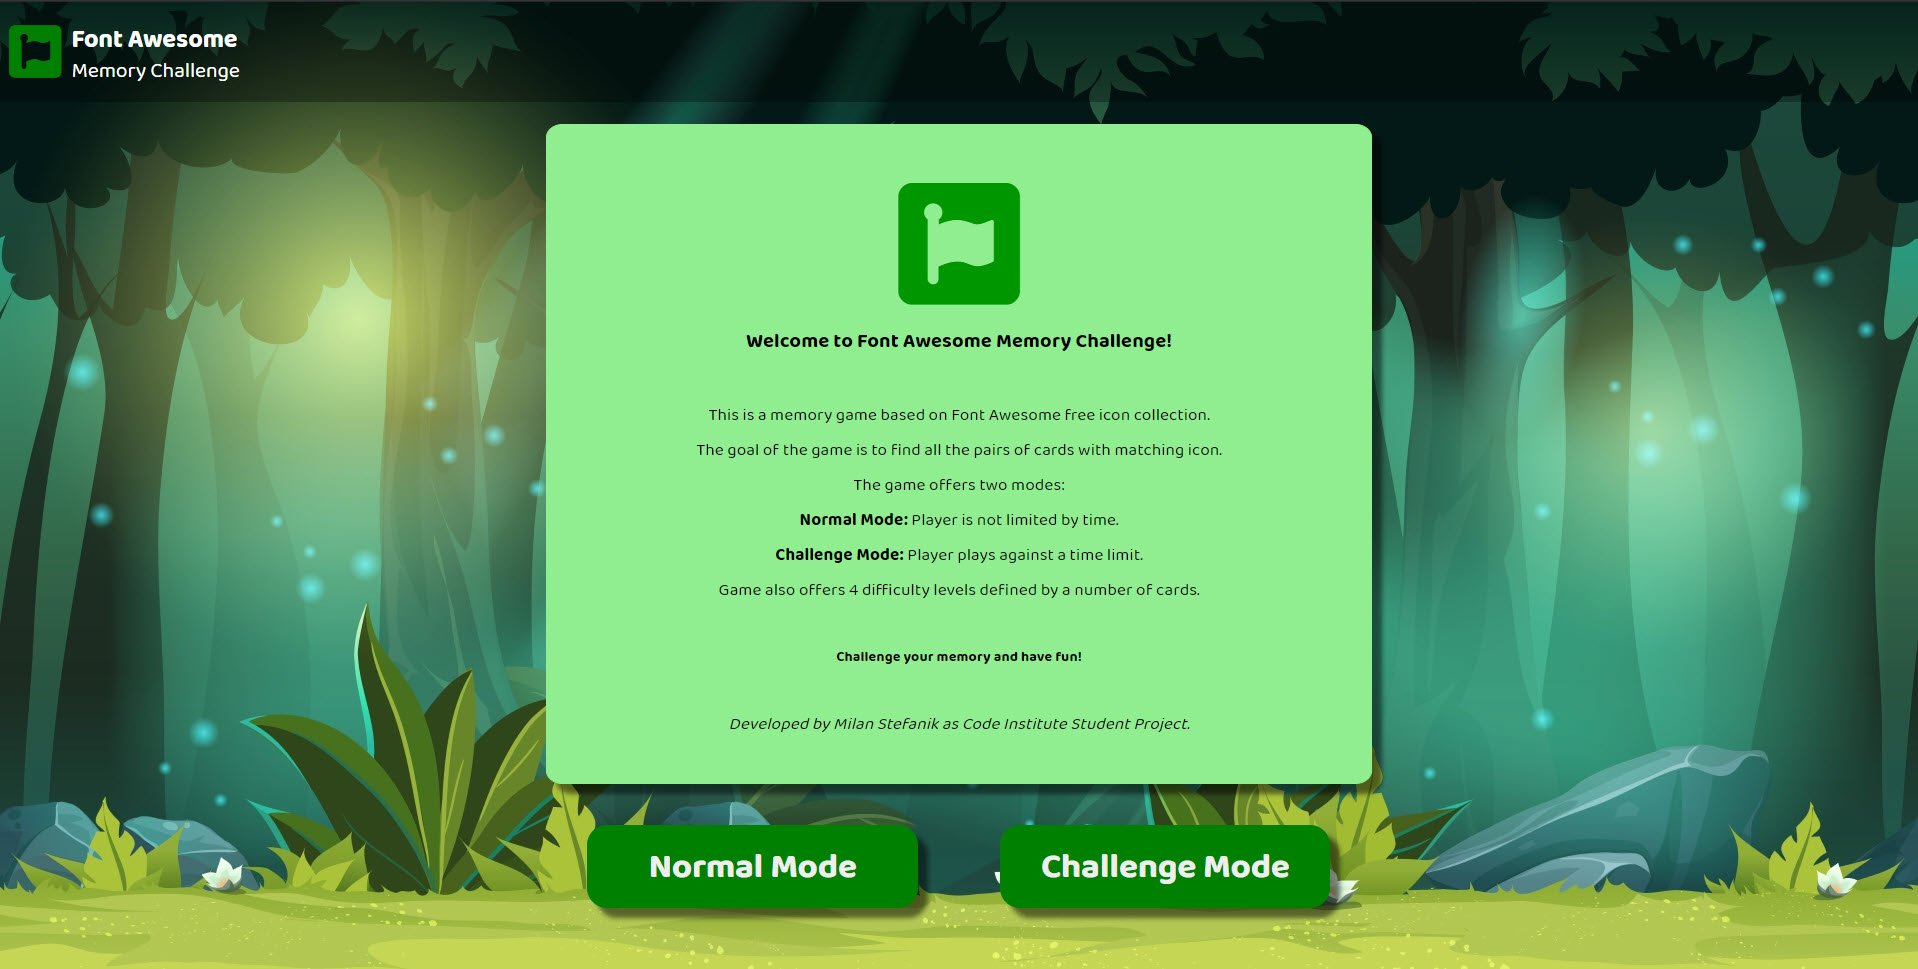 Font Awesome
Memory Challenge
Welcome to Font Awesome Memory Challenge!
This is a memory game based on Font Awesome free icon collection.
The goal of the game is to find all the pairs of cards with matching icon.
The game offers two modes:
Normal Mode: Player is not limited by time.
Challenge Mode: Player plays against a time limit.
Game also offers 4 difficulty levels defined by a number of cards.
Challenge your memory and have fun!
Developed by Milan Stefanik as Code Institute Student Project.
Normal Mode
Challenge Mode